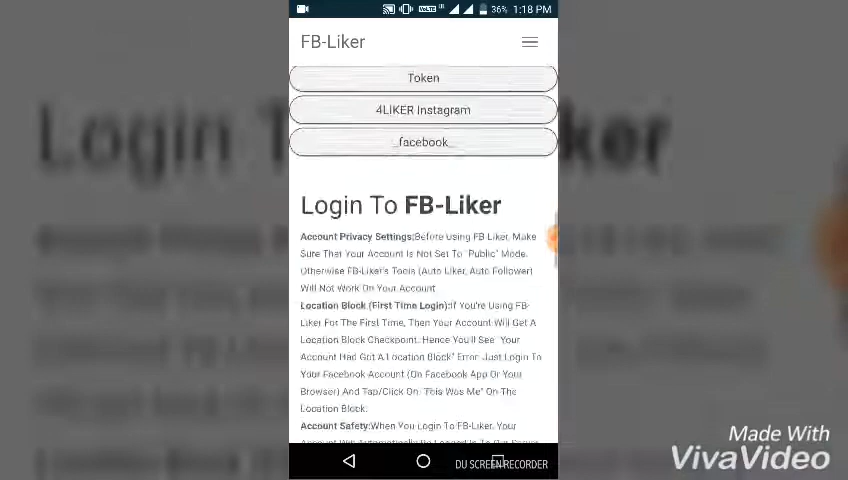 36% 1:18 PM
FB-Liker
Token
4LIKER Instagram
_facebook_
Login To FB-Liker
Account Privacy Settings:Before Using FB Liker, Make
Sure That Your Account Is Not Set To "Public" Mode.
Otherwise FB-Liker's Tools (Auto Liker, Auto Follower)
Will Not Work On Your Account
Location Block (First Time Login):If You're Using FB-
Liker For The First Time, Then Your Account Will Get A
Location Block Checkpoint. Hence You'll See "Your
Account Had Got A Location Block" Error. Just Login To
Your Facebook Account (On Facebook App Or Your
Browser) And Tap/Click On "This Was Me" On The
Location Block.
Account Safety:When You Login To FB-Liker, Your
DU SCREEN RECORDER
Made With
VivaVideo